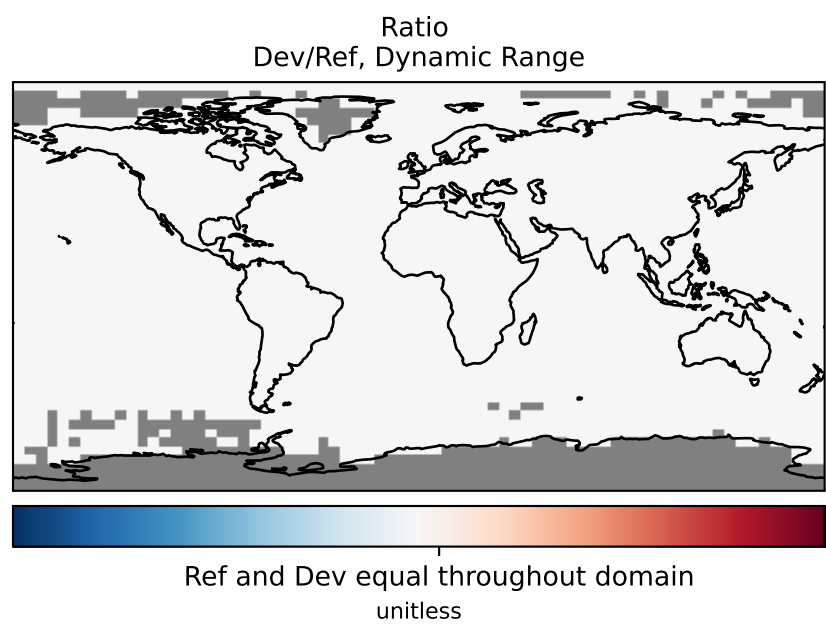 Ratio
Dev/Ref, Dynamic Range
Ref and Dev equal throughout domain
unitless